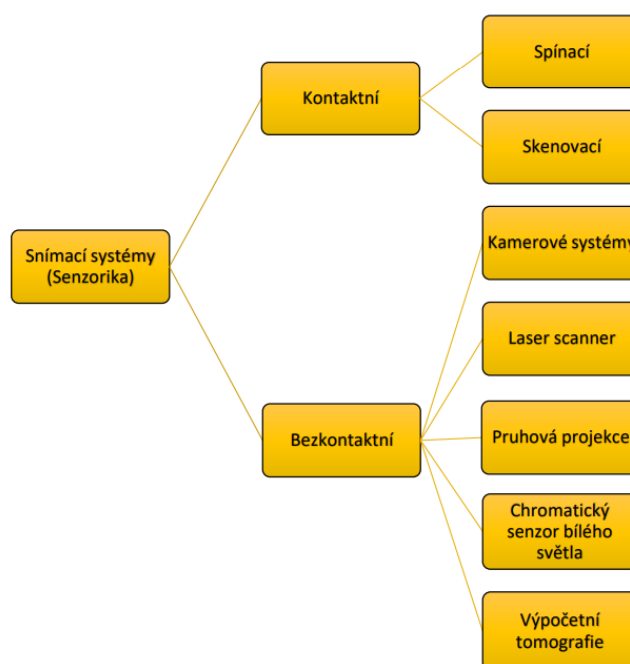 Spínací
Kontaktní
Skenovací
Snímací systémy
(Senzorika)
Kamerové systémy
Laser scanner
Bezkontaktní
Pruhová projekce
Chromatický
senzor bílého
světla
Výpočetní
tomografie